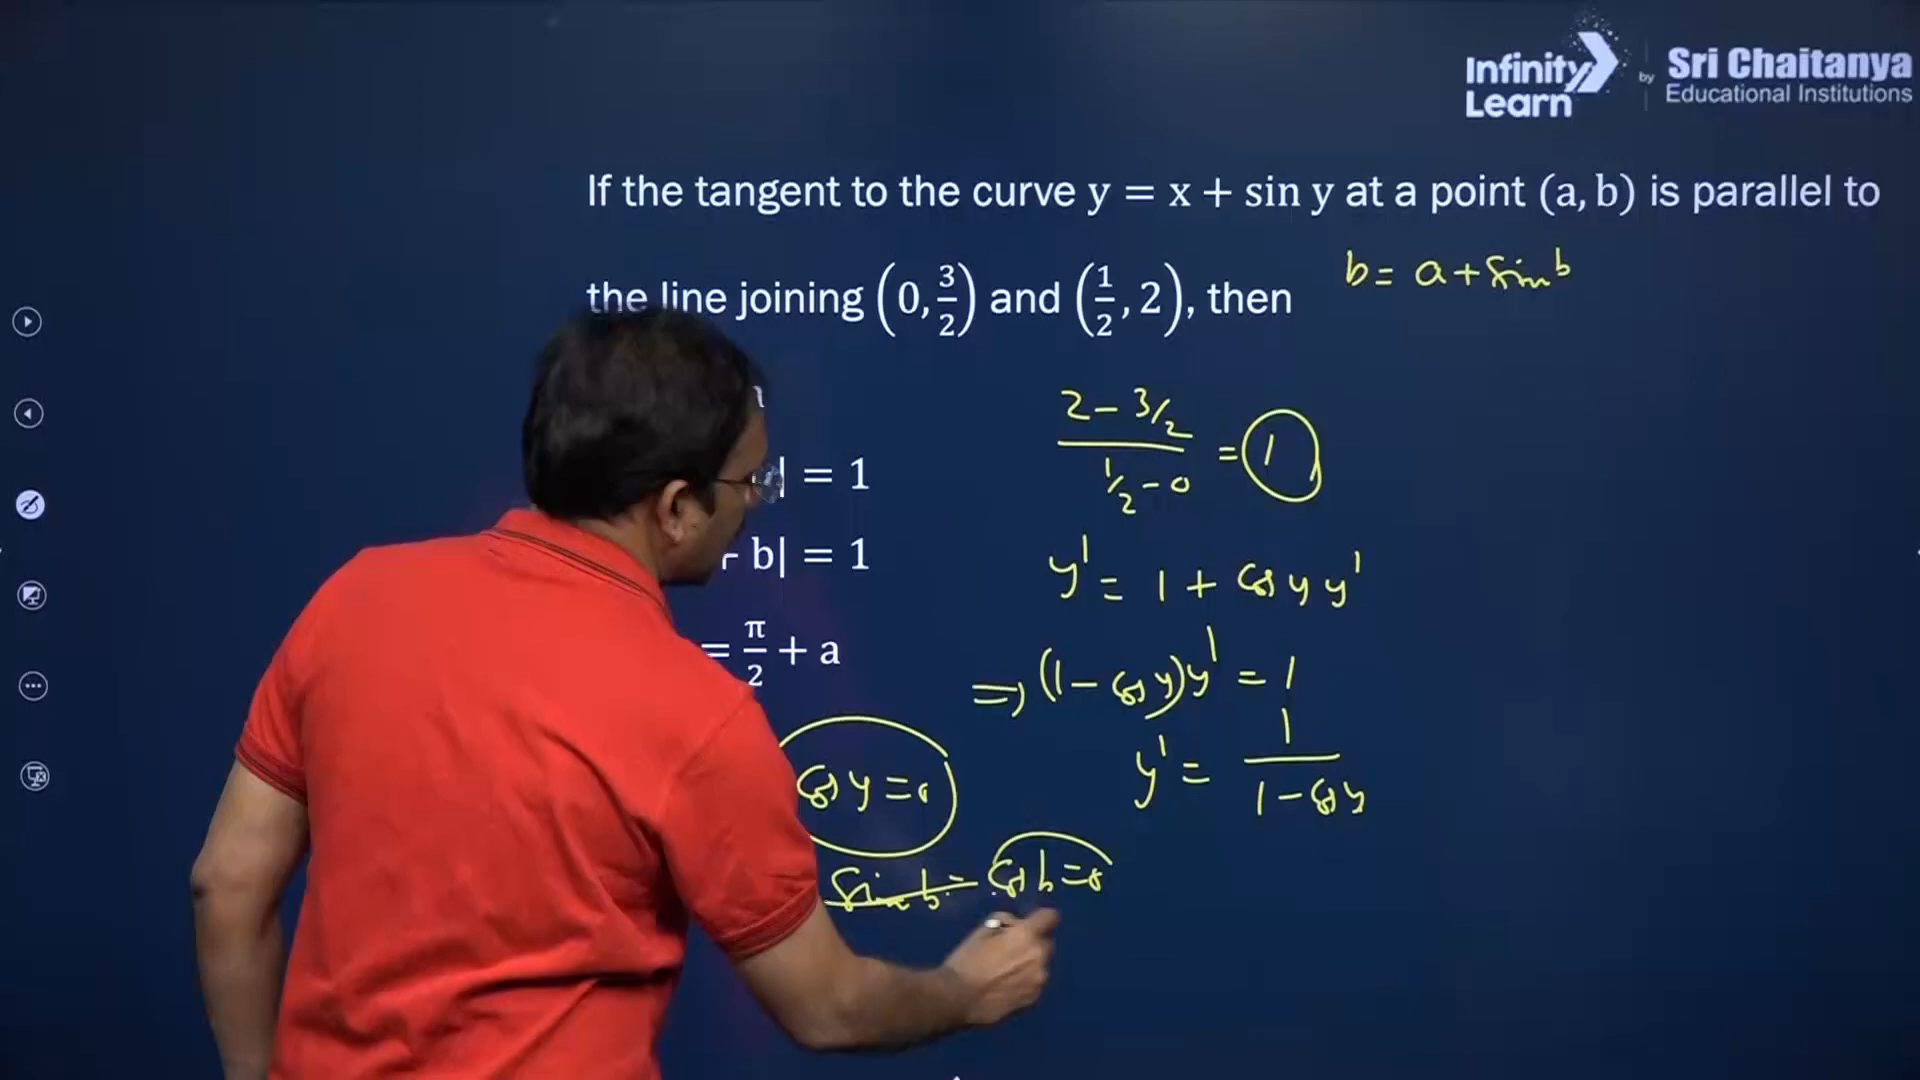 Infinity Learn by Sri Chaitanya Educational Institutions
If the tangent to the curve y = x + sin y at a point (a, b) is parallel to
b = a + sin b
the line joining (0, 3/2) and (1/2, 2), then
(2 - 3/2)/(1/2 - 0) = 1
| = 1
y' = 1 + cos y y'
b| = 1
= π/2 + a
⇒ (1 - cos y) y' = 1
y' = 1/(1 - cos y)
cos y = 0
sin b = cos b = 0